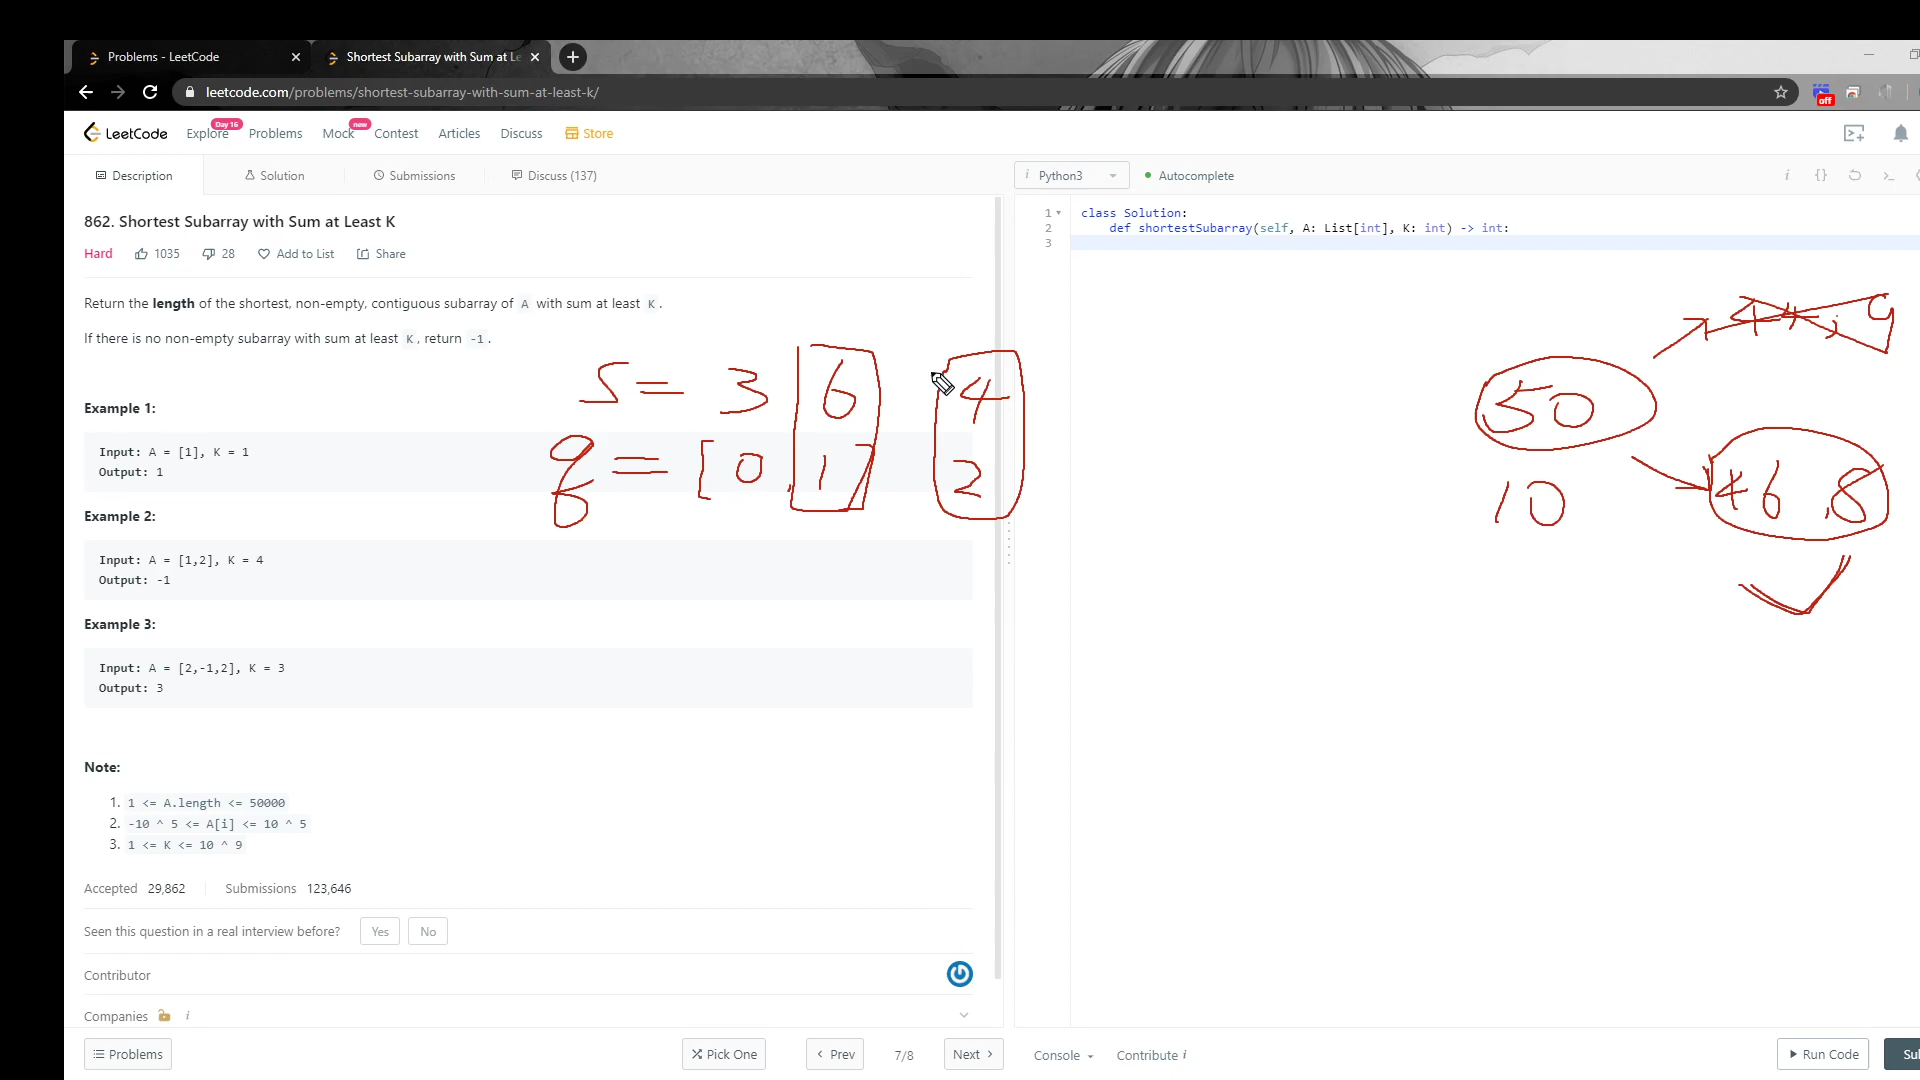 Problems - LeetCode
Shortest Subarray with Sum at Le
leetcode.com/problems/shortest-subarray-with-sum-at-least-k/
off
LeetCode
Explore
Day 16
Problems
Mock
new
Contest
Articles
Discuss
Store
Description
Solution
Submissions
Discuss (137)
i Python3
Autocomplete
862. Shortest Subarray with Sum at Least K
Hard
1035
28
Add to List
Share
Return the length of the shortest, non-empty, contiguous subarray of A with sum at least K.
If there is no non-empty subarray with sum at least K, return -1.
Example 1:
Input: A = [1], K = 1
Output: 1
Example 2:
Input: A = [1,2], K = 4
Output: -1
Example 3:
Input: A = [2,-1,2], K = 3
Output: 3
Note:
1. 1 <= A.length <= 50000
2. -10 ^ 5 <= A[i] <= 10 ^ 5
3. 1 <= K <= 10 ^ 9
Accepted 29,862
Submissions 123,646
Seen this question in a real interview before?
Yes
No
Contributor
Companies
i
Problems
Pick One
Prev
7/8
Next
1 class Solution:
2 def shortestSubarray(self, A: List[int], K: int) -> int:
3
S = 3 6 4
q = [0, 1] 2
50
10
46, 8
Console
Contribute i
Run Code
Su